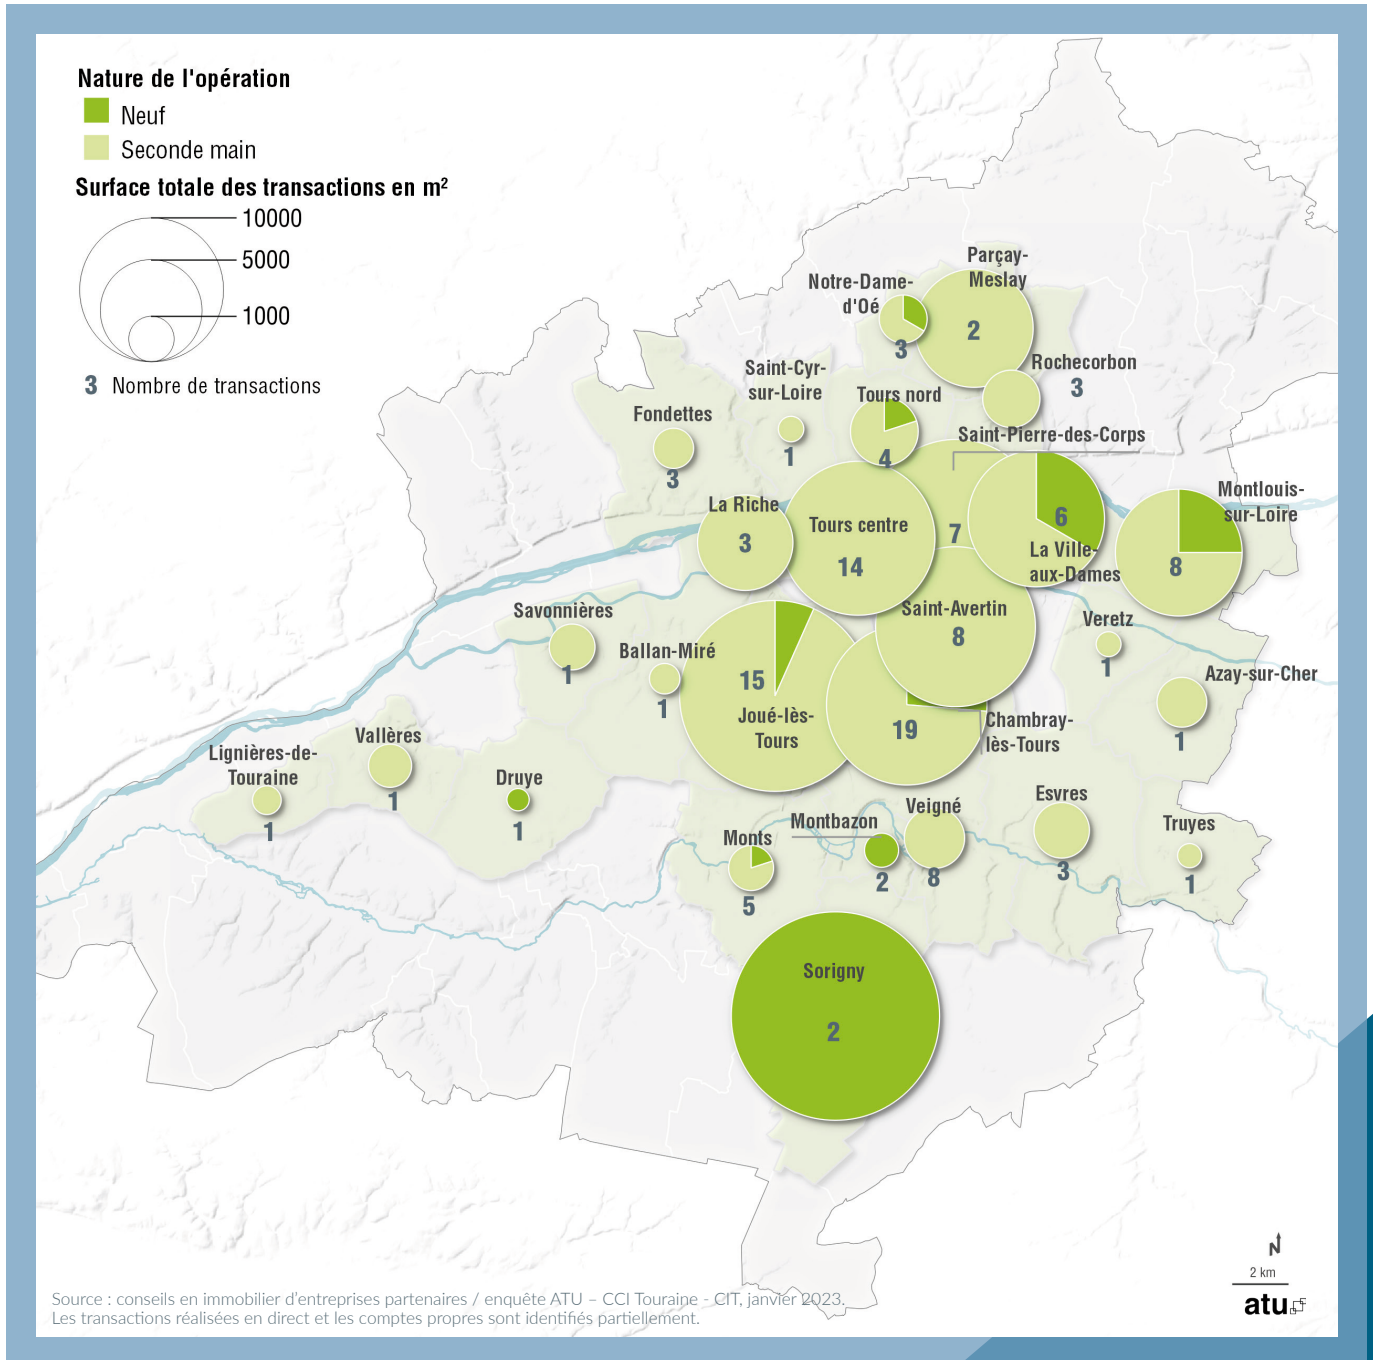 Nature de l'opération
Neuf
Seconde main
Surface totale des transactions en m²
10000
5000
1000
3 Nombre de transactions
Parçay-
Meslay
2
Notre-Dame-
d'Oé
3
Rochecorbon
3
Saint-Cyr-
sur-Loire
1
Tours nord
4
Fondettes
3
Saint-Pierre-des-Corps
7
La Riche
3
Tours centre
14
6
La Ville-
aux-Dames
Montlouis-
sur-Loire
8
Savonnières
1
Saint-Avertin
8
Veretz
1
Ballan-Miré
1
15
Joué-lès-
Tours
Azay-sur-Cher
1
19
Chambray-
lès-Tours
Vallères
1
Lignières-de-
Touraine
1
Druye
1
Veigné
8
Montbazon
2
Esvres
3
Monts
5
Truyes
1
Sorigny
2
N
2 km
atu
Source : conseils en immobilier d'entreprises partenaires / enquête ATU – CCI Touraine - CIT, janvier 2023.
Les transactions réalisées en direct et les comptes propres sont identifiés partiellement.